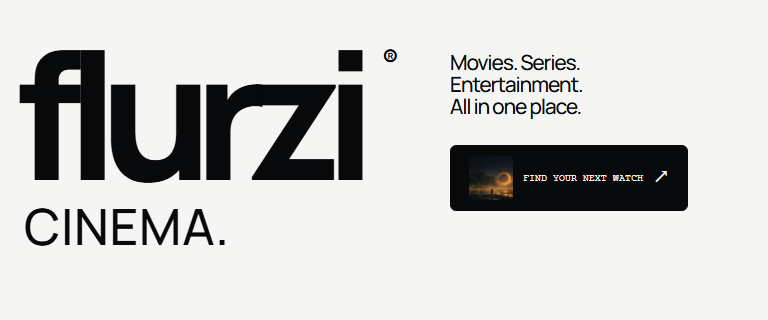 flurzi ®
CINEMA.
Movies. Series.
Entertainment.
All in one place.
FIND YOUR NEXT WATCH ↗